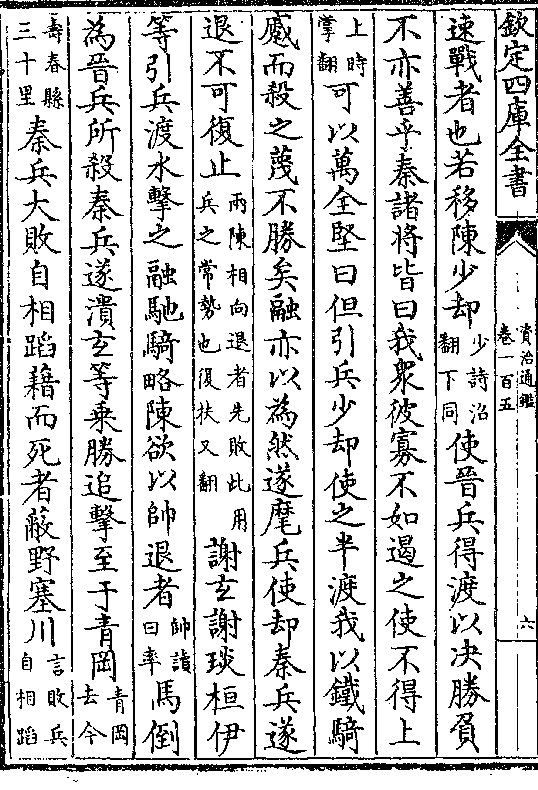 欽定四庫全書
資治通鑑
卷一百五
六
速戰者也若移陳少却少詩沼翻下同使晉兵得渡以決勝負
不亦善乎秦諸將皆曰我衆彼寡不如遏之使不得上
上時掌翻可以萬全堅曰但引兵少却使之半渡我以鐵騎
蹙而殺之蔑不勝矣融亦以為然遂麾兵使却秦兵遂
退不可復止兩陳相向退者先敗此用兵之常勢也復扶又翻謝玄謝琰桓伊
等引兵渡水擊之融馳騎略陳欲以帥退者帥讀曰率馬倒
為晉兵所殺秦兵遂潰玄等乘勝追擊至于青岡青岡去今
壽春縣三十里秦兵大敗自相蹈藉而死者蔽野塞川言敗兵自相蹈